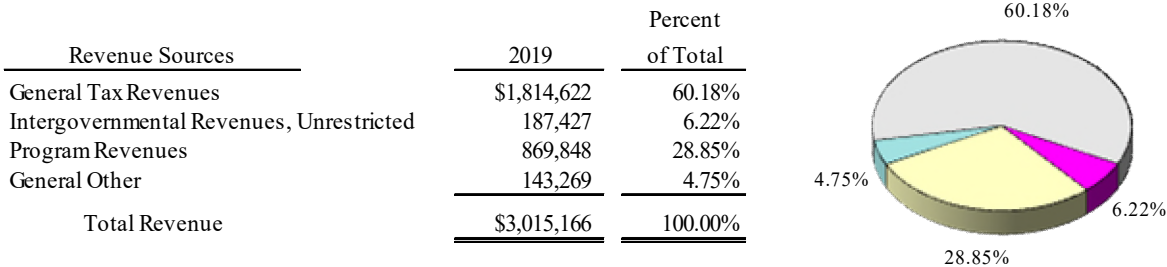 Percent
Revenue Sources 2019 of Total
General Tax Revenues $1,814,622 60.18%
Intergovernmental Revenues, Unrestricted 187,427 6.22%
Program Revenues 869,848 28.85%
General Other 143,269 4.75%
Total Revenue $3,015,166 100.00%
60.18%
4.75%
6.22%
28.85%